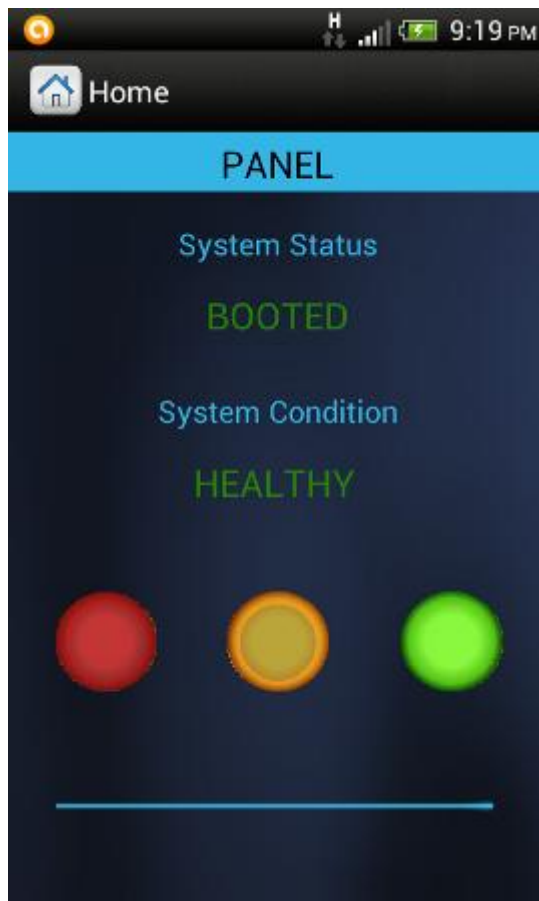 H
9:19 PM
Home
PANEL
System Status
BOOTED
System Condition
HEALTHY